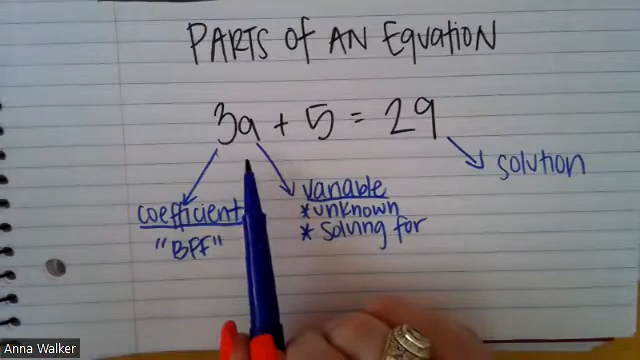 PARTS of AN Equation
3a + 5 = 29
solution
coefficient
"BFF"
variable
*unknown
* Solving for
Anna Walker